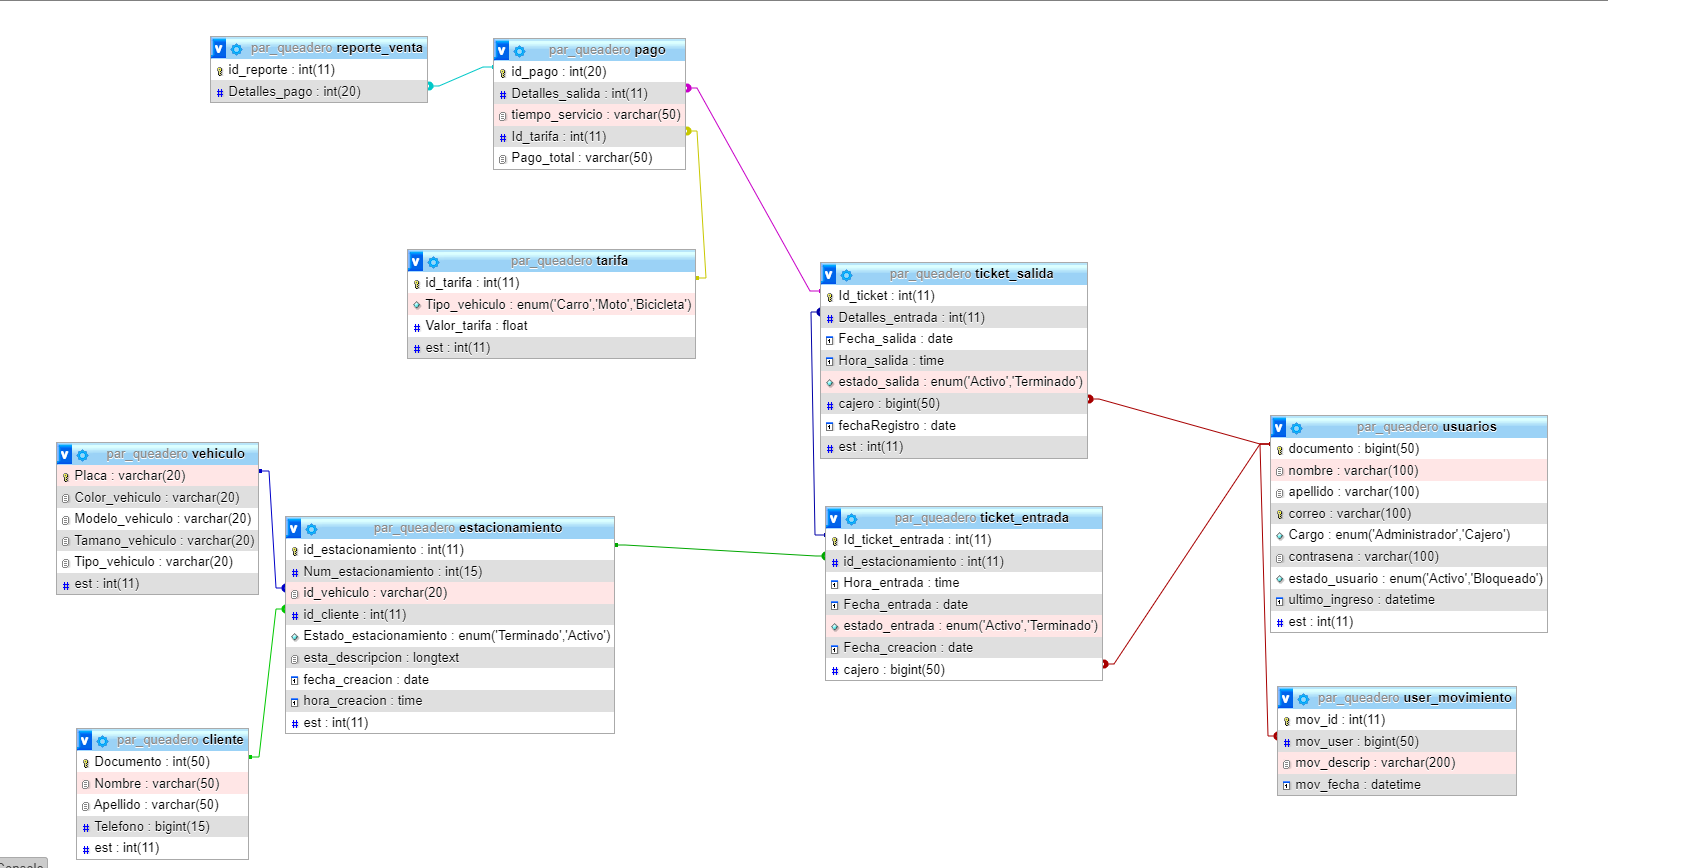 par_queadero reporte_venta
id_reporte : int(11)
Detalles_pago : int(20)
par_queadero pago
id_pago : int(20)
Detalles_salida : int(11)
tiempo_servicio : varchar(50)
Id_tarifa : int(11)
Pago_total : varchar(50)
par_queadero tarifa
id_tarifa : int(11)
Tipo_vehiculo : enum('Carro','Moto','Bicicleta')
Valor_tarifa : float
est : int(11)
par_queadero ticket_salida
Id_ticket : int(11)
Detalles_entrada : int(11)
Fecha_salida : date
Hora_salida : time
estado_salida : enum('Activo','Terminado')
cajero : bigint(50)
fechaRegistro : date
est : int(11)
par_queadero usuarios
documento : bigint(50)
nombre : varchar(100)
apellido : varchar(100)
correo : varchar(100)
Cargo : enum('Administrador','Cajero')
contrasena : varchar(100)
estado_usuario : enum('Activo','Bloqueado')
ultimo_ingreso : datetime
est : int(11)
par_queadero vehiculo
Placa : varchar(20)
Color_vehiculo : varchar(20)
Modelo_vehiculo : varchar(20)
Tamano_vehiculo : varchar(20)
Tipo_vehiculo : varchar(20)
est : int(11)
par_queadero estacionamiento
id_estacionamiento : int(11)
Num_estacionamiento : int(15)
id_vehiculo : varchar(20)
id_cliente : int(11)
Estado_estacionamiento : enum('Terminado','Activo')
esta_descripcion : longtext
fecha_creacion : date
hora_creacion : time
est : int(11)
par_queadero ticket_entrada
Id_ticket_entrada : int(11)
id_estacionamiento : int(11)
Hora_entrada : time
Fecha_entrada : date
estado_entrada : enum('Activo','Terminado')
Fecha_creacion : date
cajero : bigint(50)
par_queadero user_movimiento
mov_id : int(11)
mov_user : bigint(50)
mov_descrip : varchar(200)
mov_fecha : datetime
par_queadero cliente
Documento : int(50)
Nombre : varchar(50)
Apellido : varchar(50)
Telefono : bigint(15)
est : int(11)